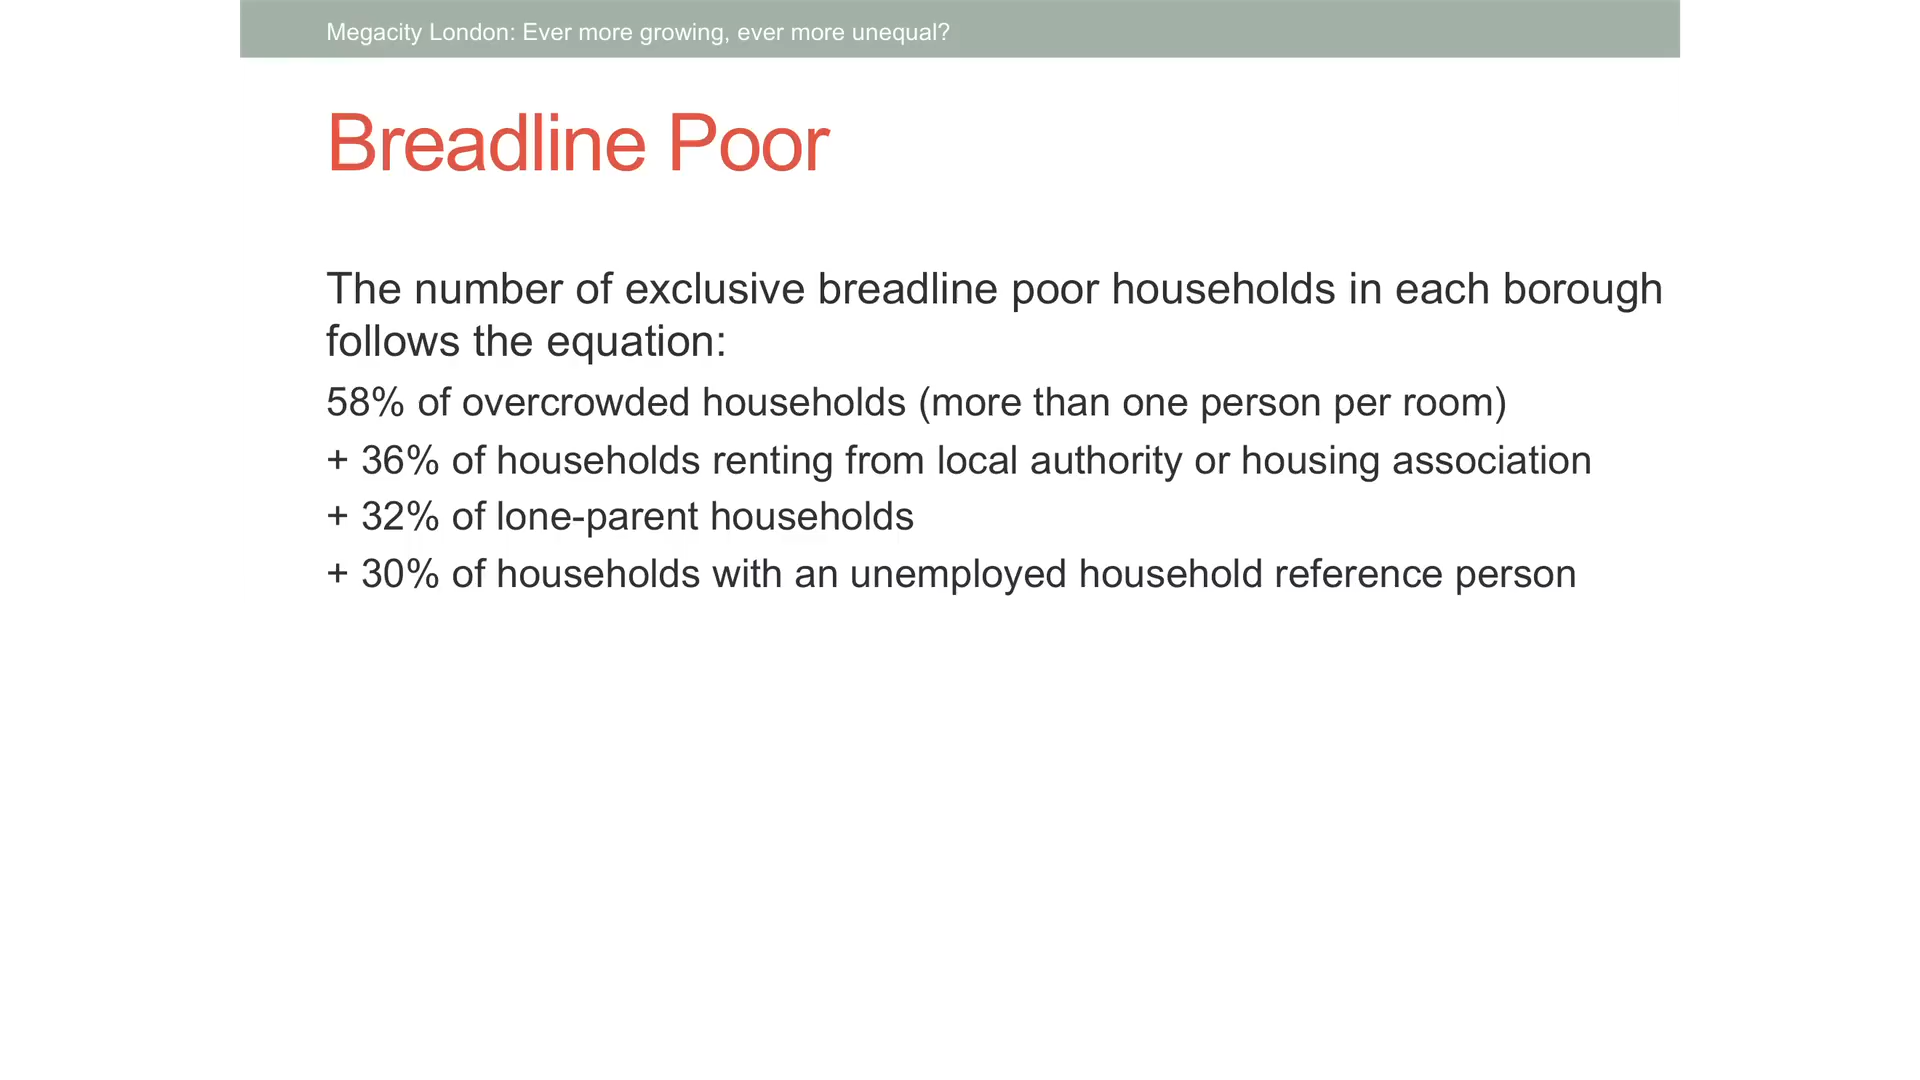 Megacity London: Ever more growing, ever more unequal?
Breadline Poor
The number of exclusive breadline poor households in each borough
follows the equation:
58% of overcrowded households (more than one person per room)
+ 36% of households renting from local authority or housing association
+ 32% of lone-parent households
+ 30% of households with an unemployed household reference person